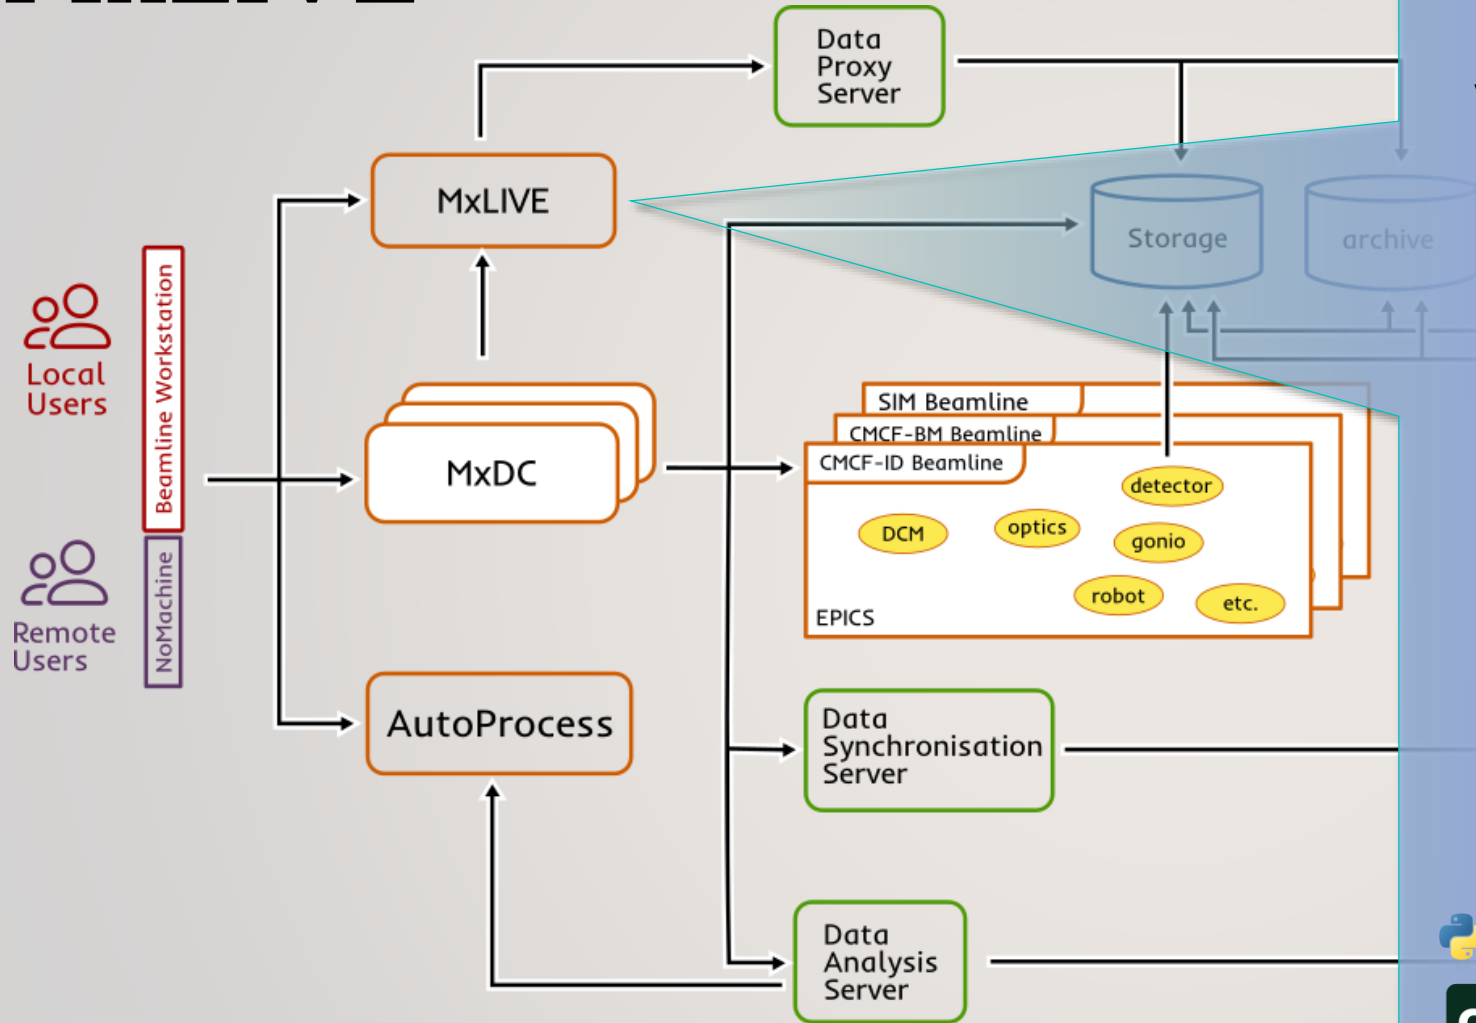 Data
Proxy
Server
MxLIVE
Storage
archive
Beamline Workstation
Local
Users
SIM Beamline
CMCF-BM Beamline
CMCF-ID Beamline
MxDC
detector
DCM
optics
gonio
robot
etc.
EPICS
NoMachine
Remote
Users
AutoProcess
Data
Synchronisation
Server
Data
Analysis
Server